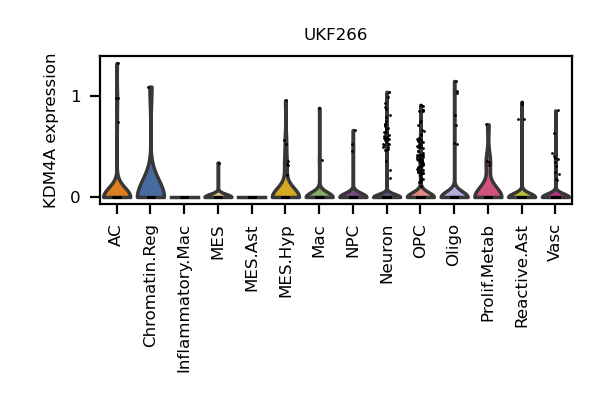 UKF266
KDM4A expression
1
0
AC
Chromatin.Reg
Inflammatory.Mac
MES
MES.Ast
MES.Hyp
Mac
NPC
Neuron
OPC
Oligo
Prolif.Metab
Reactive.Ast
Vasc